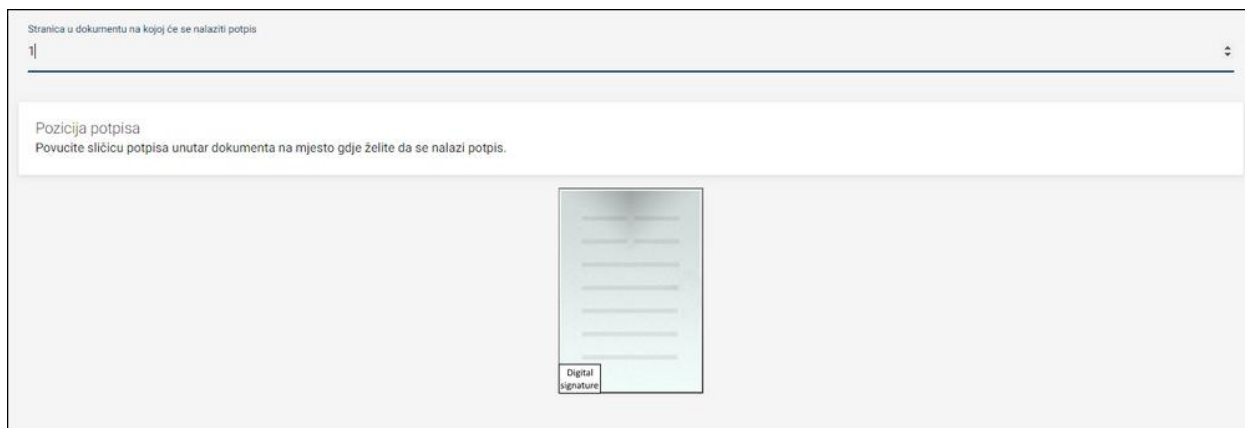 Stranica u dokumentu na kojoj će se nalaziti potpis
1
Pozicija potpisa
Povucite sličicu potpisa unutar dokumenta na mjesto gdje želite da se nalazi potpis.
Digital
signature